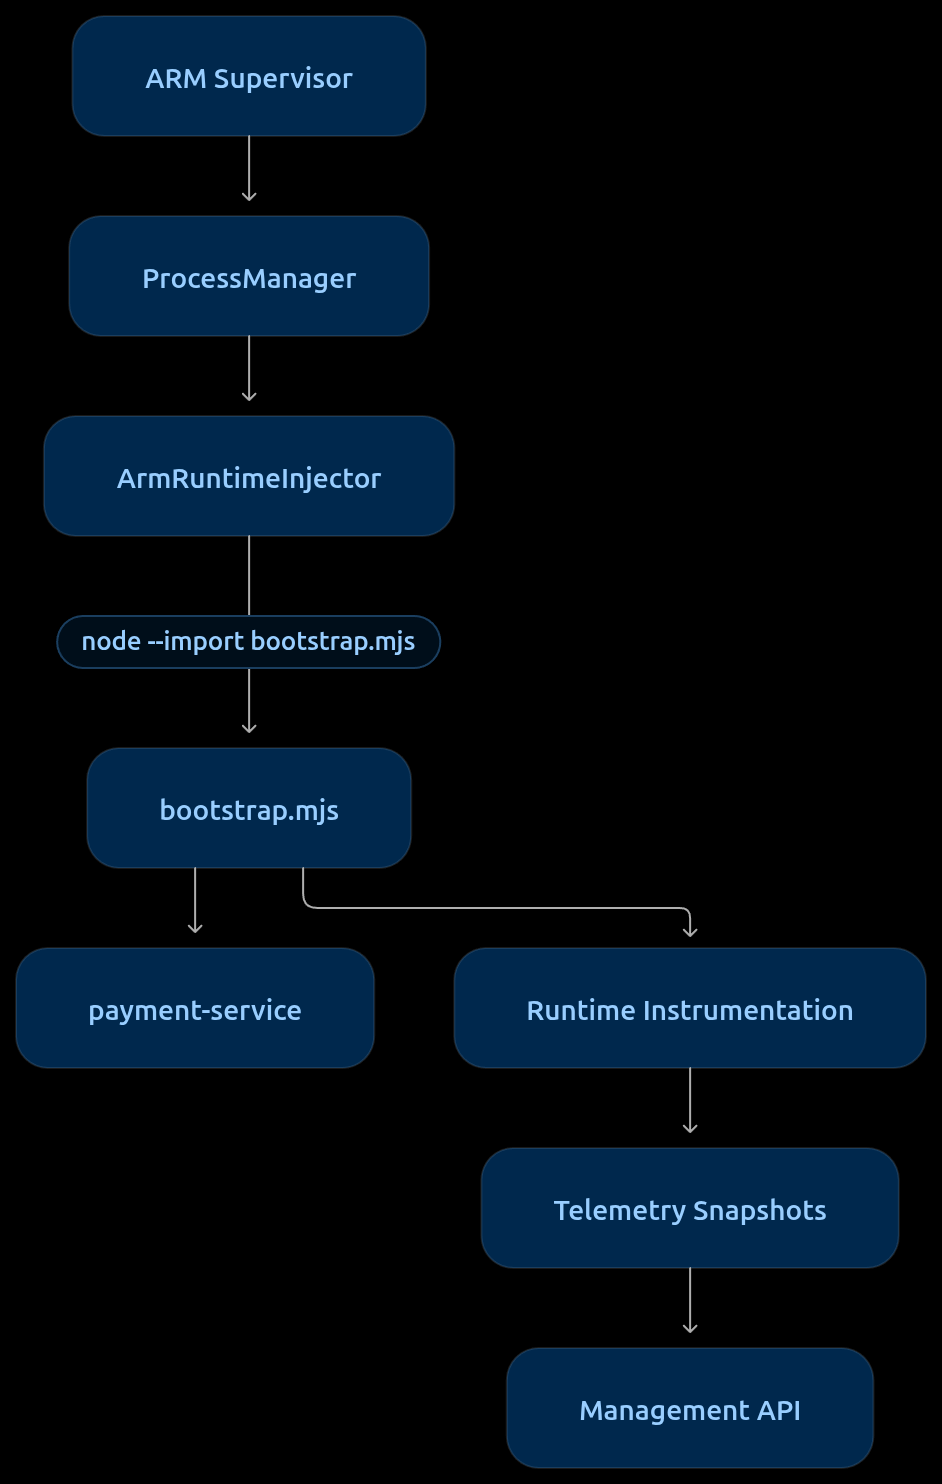 ARM Supervisor
ProcessManager
ArmRuntimeInjector
node --import bootstrap.mjs
bootstrap.mjs
payment-service
Runtime Instrumentation
Telemetry Snapshots
Management API